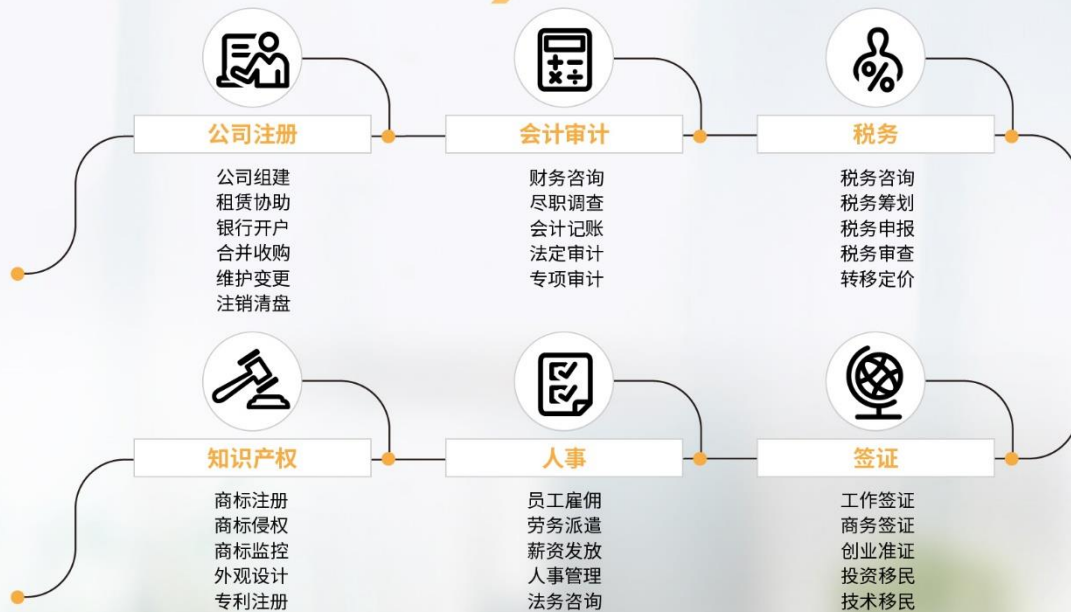 公司注册
公司组建
租赁协助
银行开户
合并收购
维护变更
注销清盘
会计审计
财务咨询
尽职调查
会计记账
法定审计
专项审计
税务
税务咨询
税务筹划
税务申报
税务审查
转移定价
知识产权
商标注册
商标侵权
商标监控
外观设计
专利注册
人事
员工雇佣
劳务派遣
薪资发放
人事管理
法务咨询
签证
工作签证
商务签证
创业准证
投资移民
技术移民